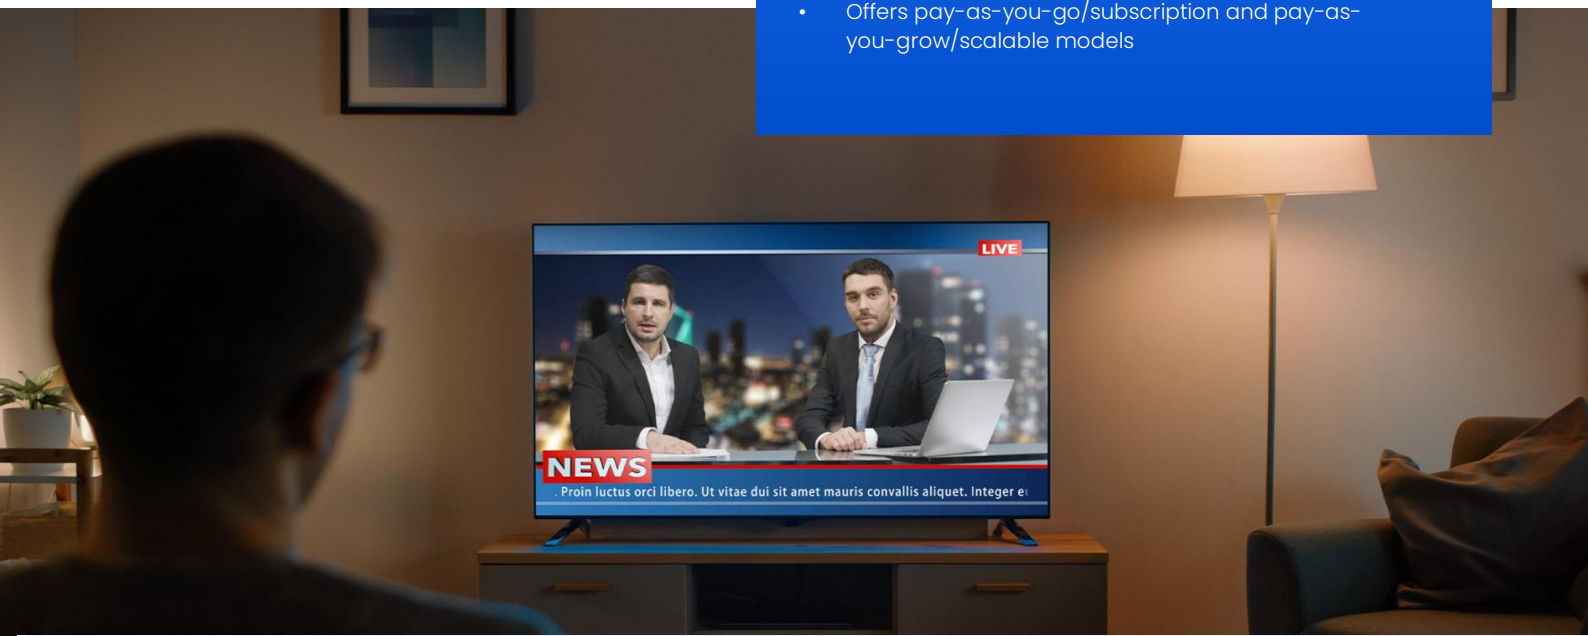 • Offers pay-as-you-go/subscription and pay-as-
you-grow/scalable models
LIVE
NEWS
. Proin luctus orci libero. Ut vitae dui sit amet mauris convallis aliquet. Integer